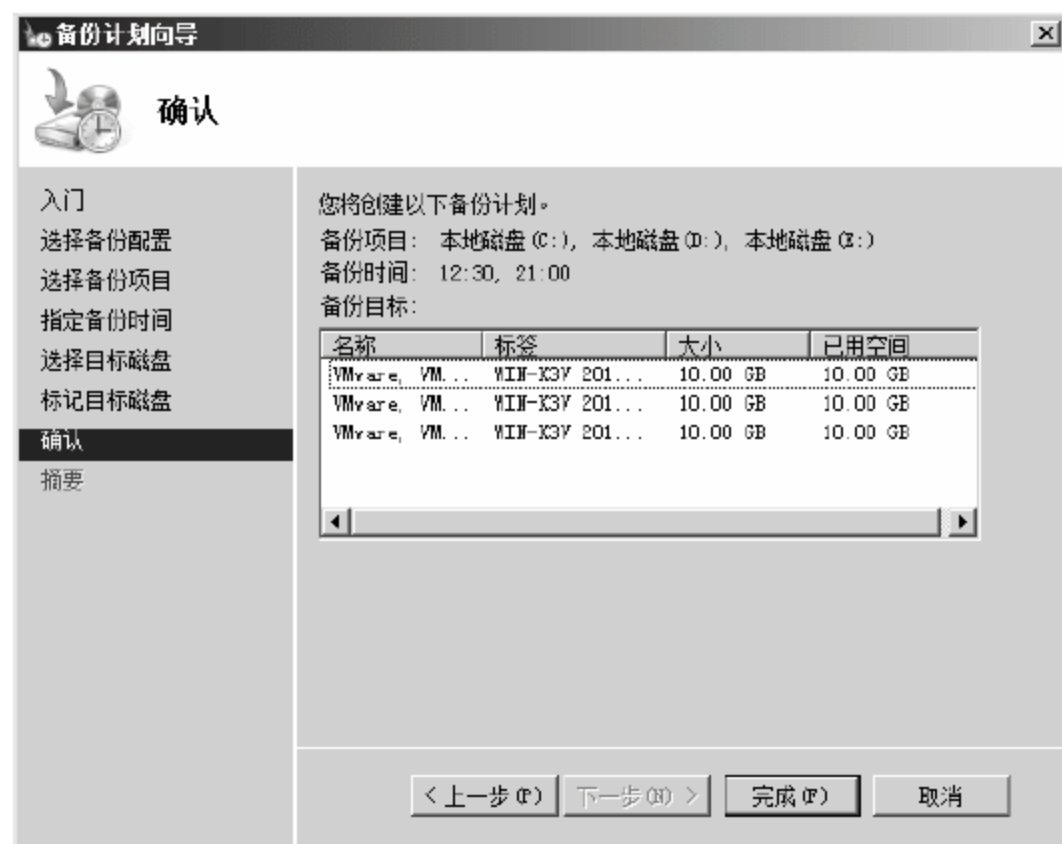 备份计划向导
确认
入门
选择备份配置
选择备份项目
指定备份时间
选择目标磁盘
标记目标磁盘
确认
摘要
您将创建以下备份计划。
备份项目: 本地磁盘(C:), 本地磁盘(D:), 本地磁盘(E:)
备份时间: 12:30, 21:00
备份目标:
名称 标签 大小 已用空间
VMware, VM... WIN-K3V 201... 10.00 GB 10.00 GB
VMware, VM... WIN-K3V 201... 10.00 GB 10.00 GB
VMware, VM... WIN-K3V 201... 10.00 GB 10.00 GB
< 上一步(P) 下一步(N) > 完成(F) 取消